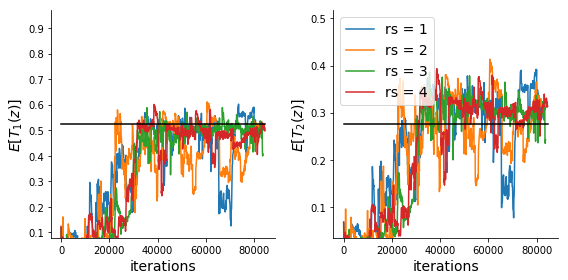 0.9
0.8
0.7
0.6
0.5
0.4
0.3
0.2
0.1
E[T₁(z)]
0 20000 40000 60000 80000
iterations
0.5
0.4
0.3
0.2
0.1
E[T₂(z)]
rs = 1
rs = 2
rs = 3
rs = 4
0 20000 40000 60000 80000
iterations